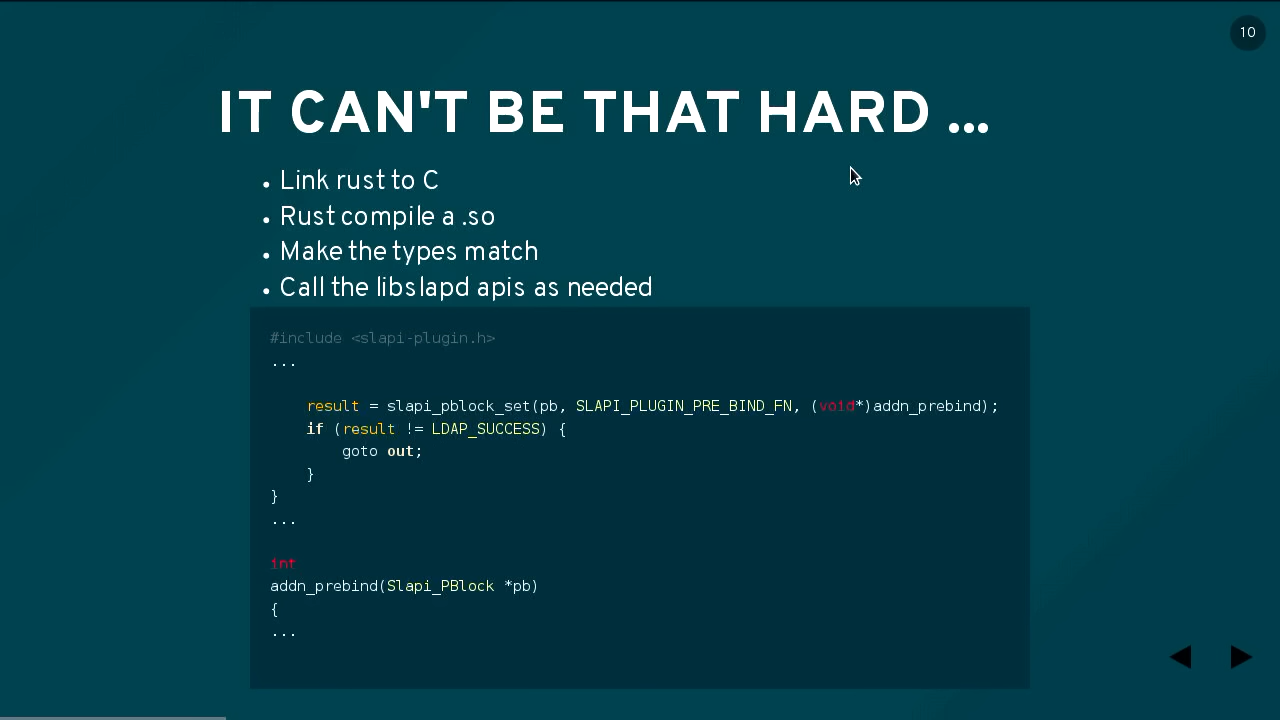 10
IT CAN'T BE THAT HARD ...
• Link rust to C
• Rust compile a .so
• Make the types match
• Call the libslapd apis as needed
#include <slapi-plugin.h>
...
    result = slapi_pblock_set(pb, SLAPI_PLUGIN_PRE_BIND_FN, (void*)addn_prebind);
    if (result != LDAP_SUCCESS) {
        goto out;
    }
}
...
int
addn_prebind(Slapi_PBlock *pb)
{
...